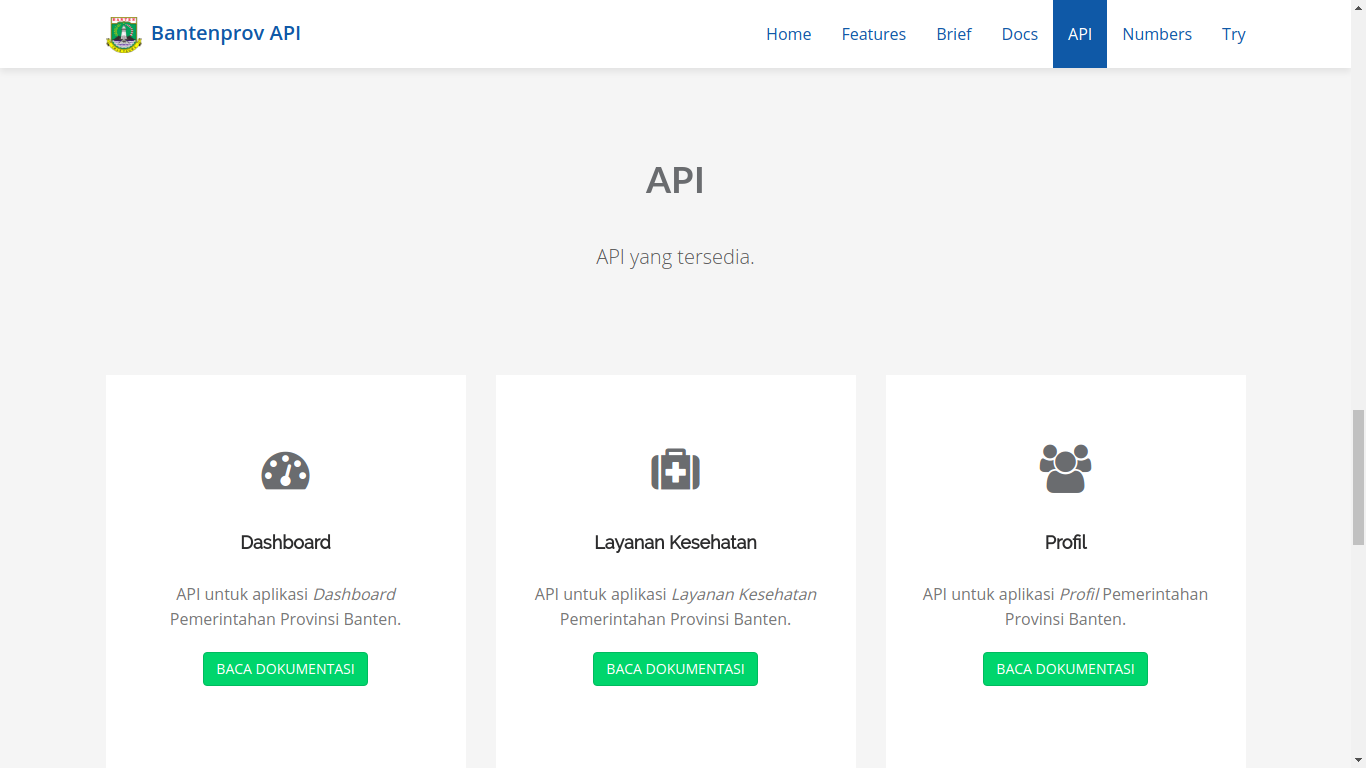 Bantenprov API
Home Features Brief Docs API Numbers Try
API
API yang tersedia.
Dashboard
API untuk aplikasi Dashboard
Pemerintahan Provinsi Banten.
BACA DOKUMENTASI
Layanan Kesehatan
API untuk aplikasi Layanan Kesehatan
Pemerintahan Provinsi Banten.
BACA DOKUMENTASI
Profil
API untuk aplikasi Profil Pemerintahan
Provinsi Banten.
BACA DOKUMENTASI